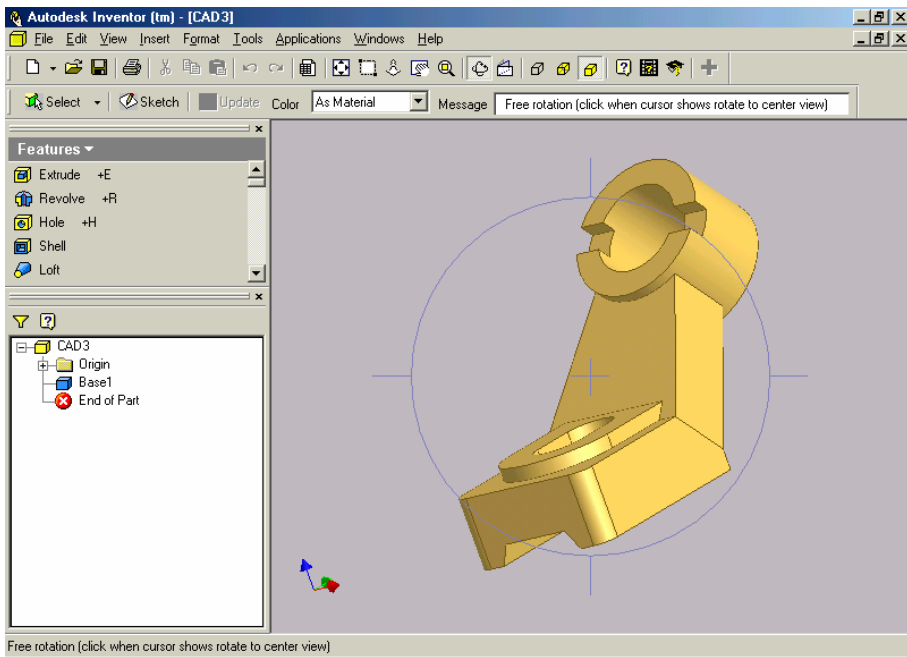 Autodesk Inventor (tm) - [CAD3]
File Edit View Insert Format Tools Applications Windows Help
Select Sketch Update Color As Material Message Free rotation (click when cursor shows rotate to center view)
Features
Extrude +E
Revolve +R
Hole +H
Shell
Loft
CAD3
Origin
Base1
End of Part
Free rotation (click when cursor shows rotate to center view)